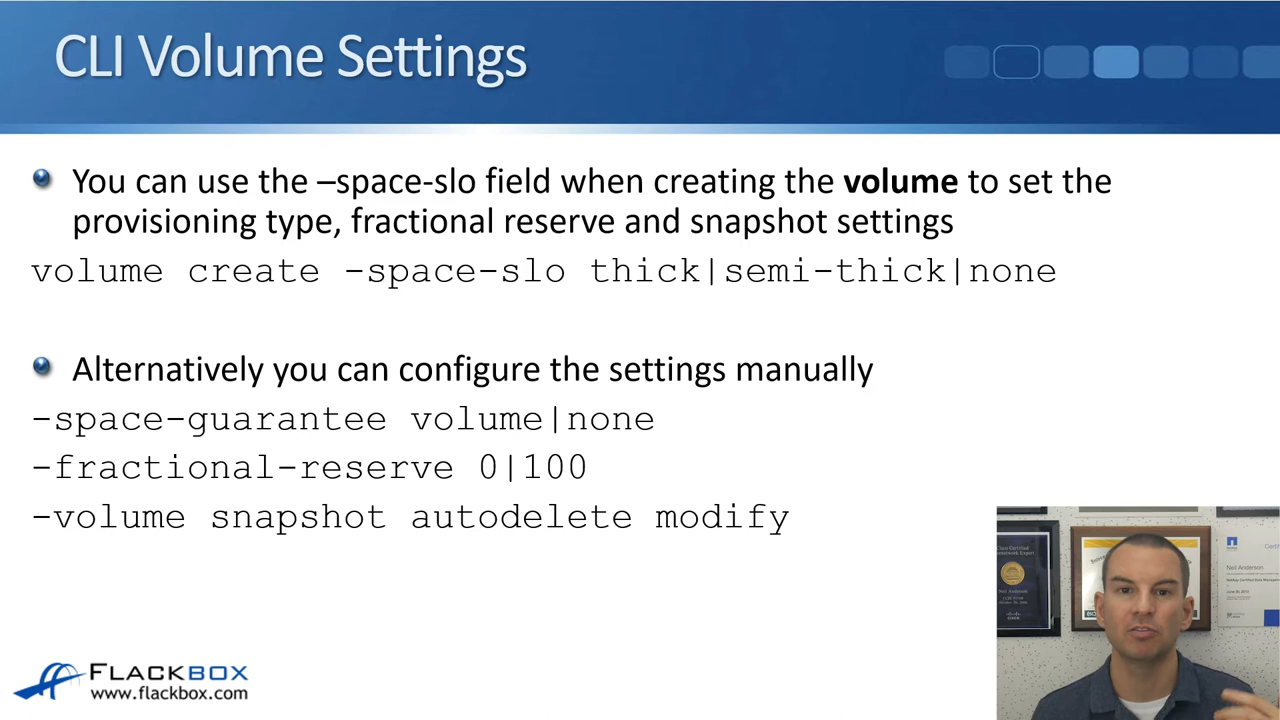 CLI Volume Settings
You can use the –space-slo field when creating the volume to set the
provisioning type, fractional reserve and snapshot settings
volume create -space-slo thick|semi-thick|none
Alternatively you can configure the settings manually
-space-guarantee volume|none
-fractional-reserve 0|100
-volume snapshot autodelete modify
Neil Anderson
FLACKBOX
www.flackbox.com